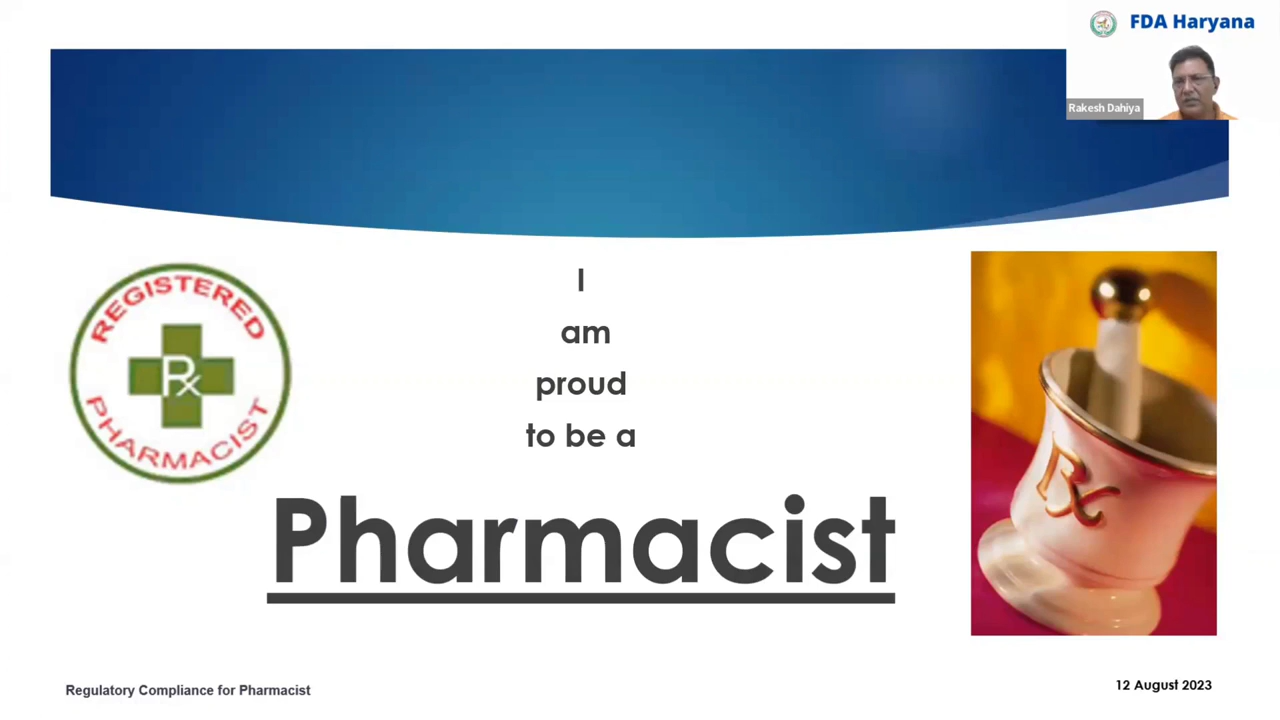 FDA Haryana
Rakesh Dahiya
REGISTERED
Rx
PHARMACIST
I
am
proud
to be a
Pharmacist
Rx
Regulatory Compliance for Pharmacist
12 August 2023